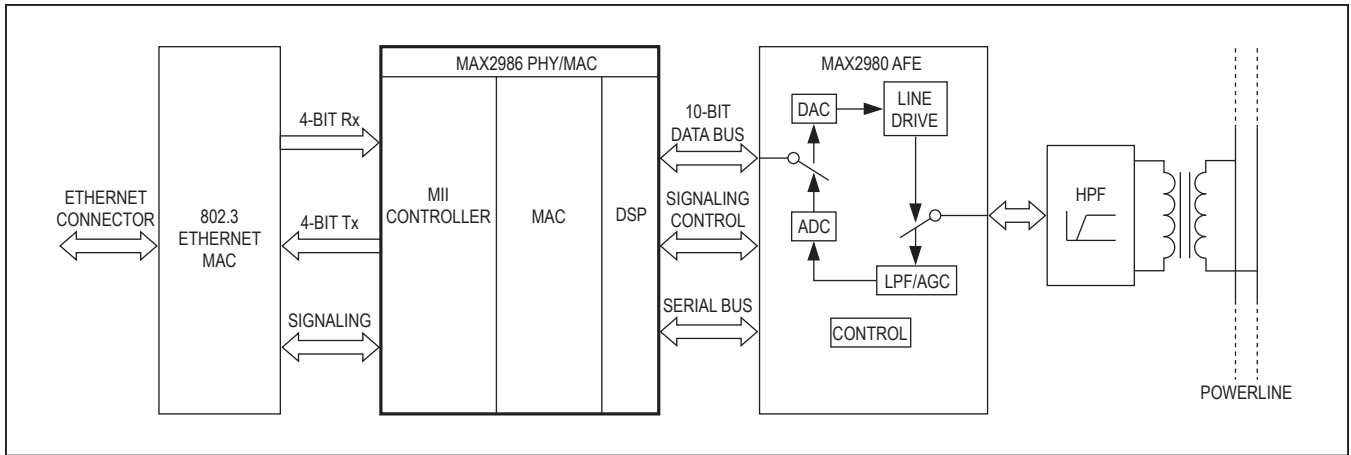 ETHERNET
CONNECTOR
802.3
ETHERNET
MAC
4-BIT Rx
4-BIT Tx
SIGNALING
MAX2986 PHY/MAC
MII
CONTROLLER
MAC
DSP
10-BIT
DATA BUS
SIGNALING
CONTROL
SERIAL BUS
MAX2980 AFE
DAC
LINE
DRIVE
ADC
LPF/AGC
CONTROL
HPF
POWERLINE